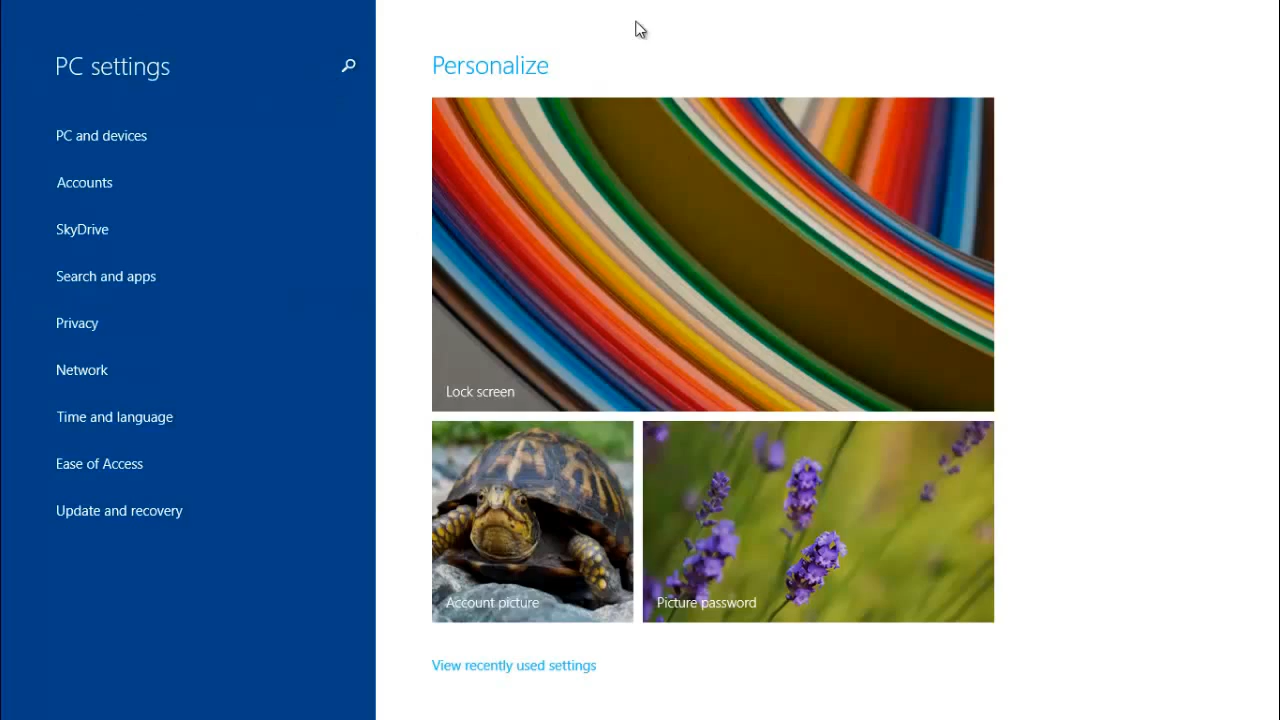 PC settings
PC and devices
Accounts
SkyDrive
Search and apps
Privacy
Network
Time and language
Ease of Access
Update and recovery
Personalize
Lock screen
Account picture
Picture password
View recently used settings